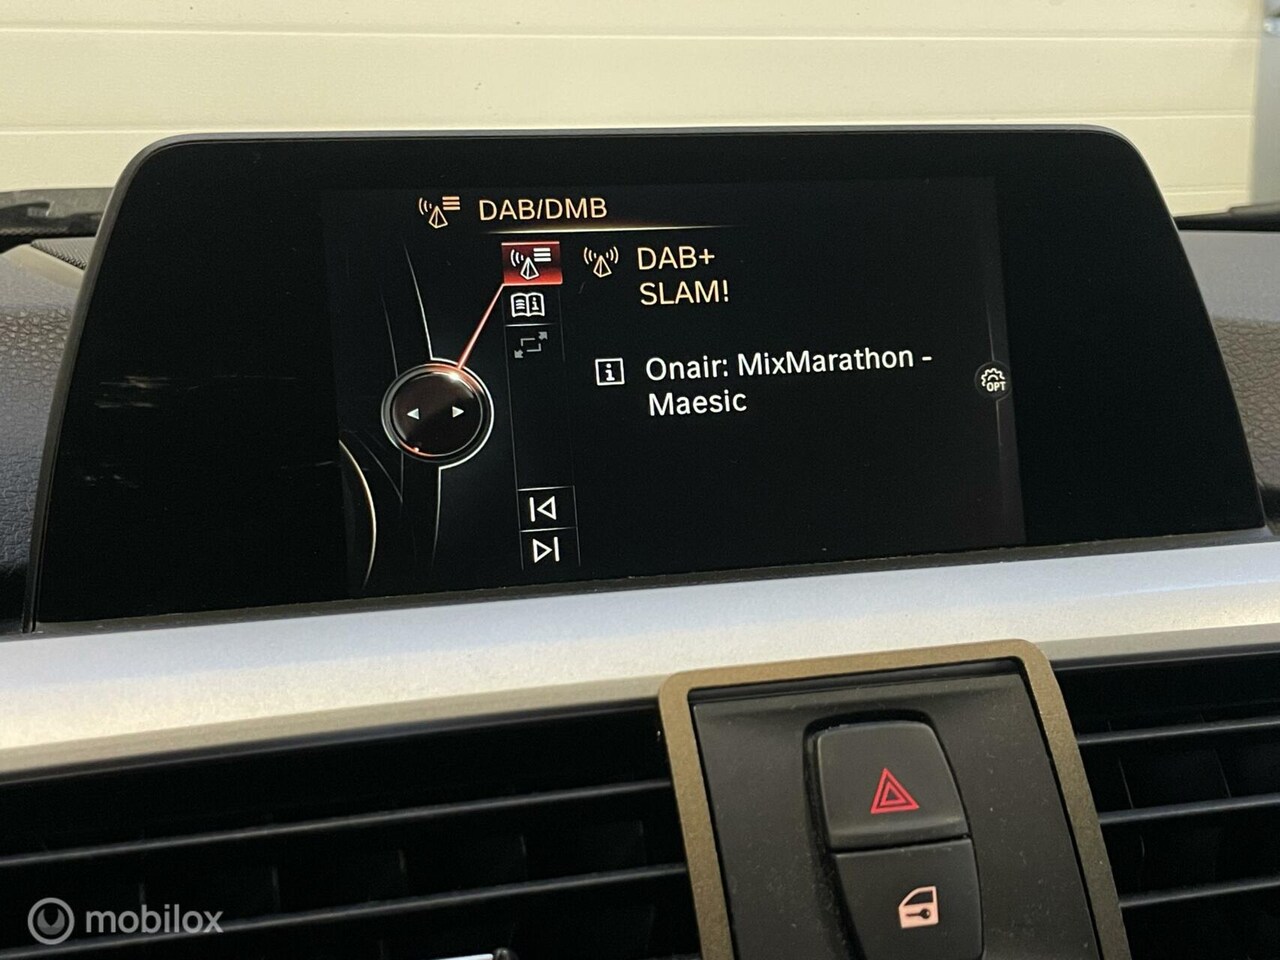 DAB/DMB
DAB+
SLAM!
i
Onair: MixMarathon -
Maesic
OPT
i
mobilox